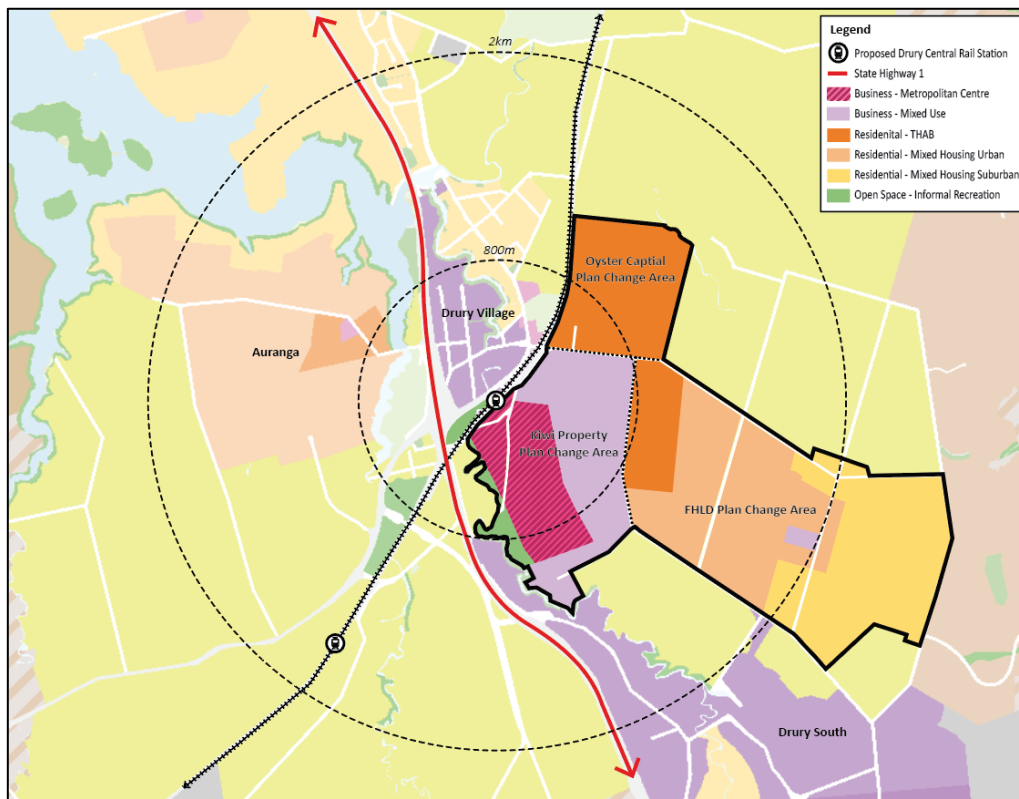 2km
Legend
Proposed Drury Central Rail Station
State Highway 1
Business - Metropolitan Centre
Business - Mixed Use
Residenital - THAB
Residential - Mixed Housing Urban
Residential - Mixed Housing Suburban
Open Space - Informal Recreation
800m
Oyster Captial
Plan Change Area
Drury Village
Auranga
Kiwi Property
Plan Change Area
FHLD Plan Change Area
Drury South